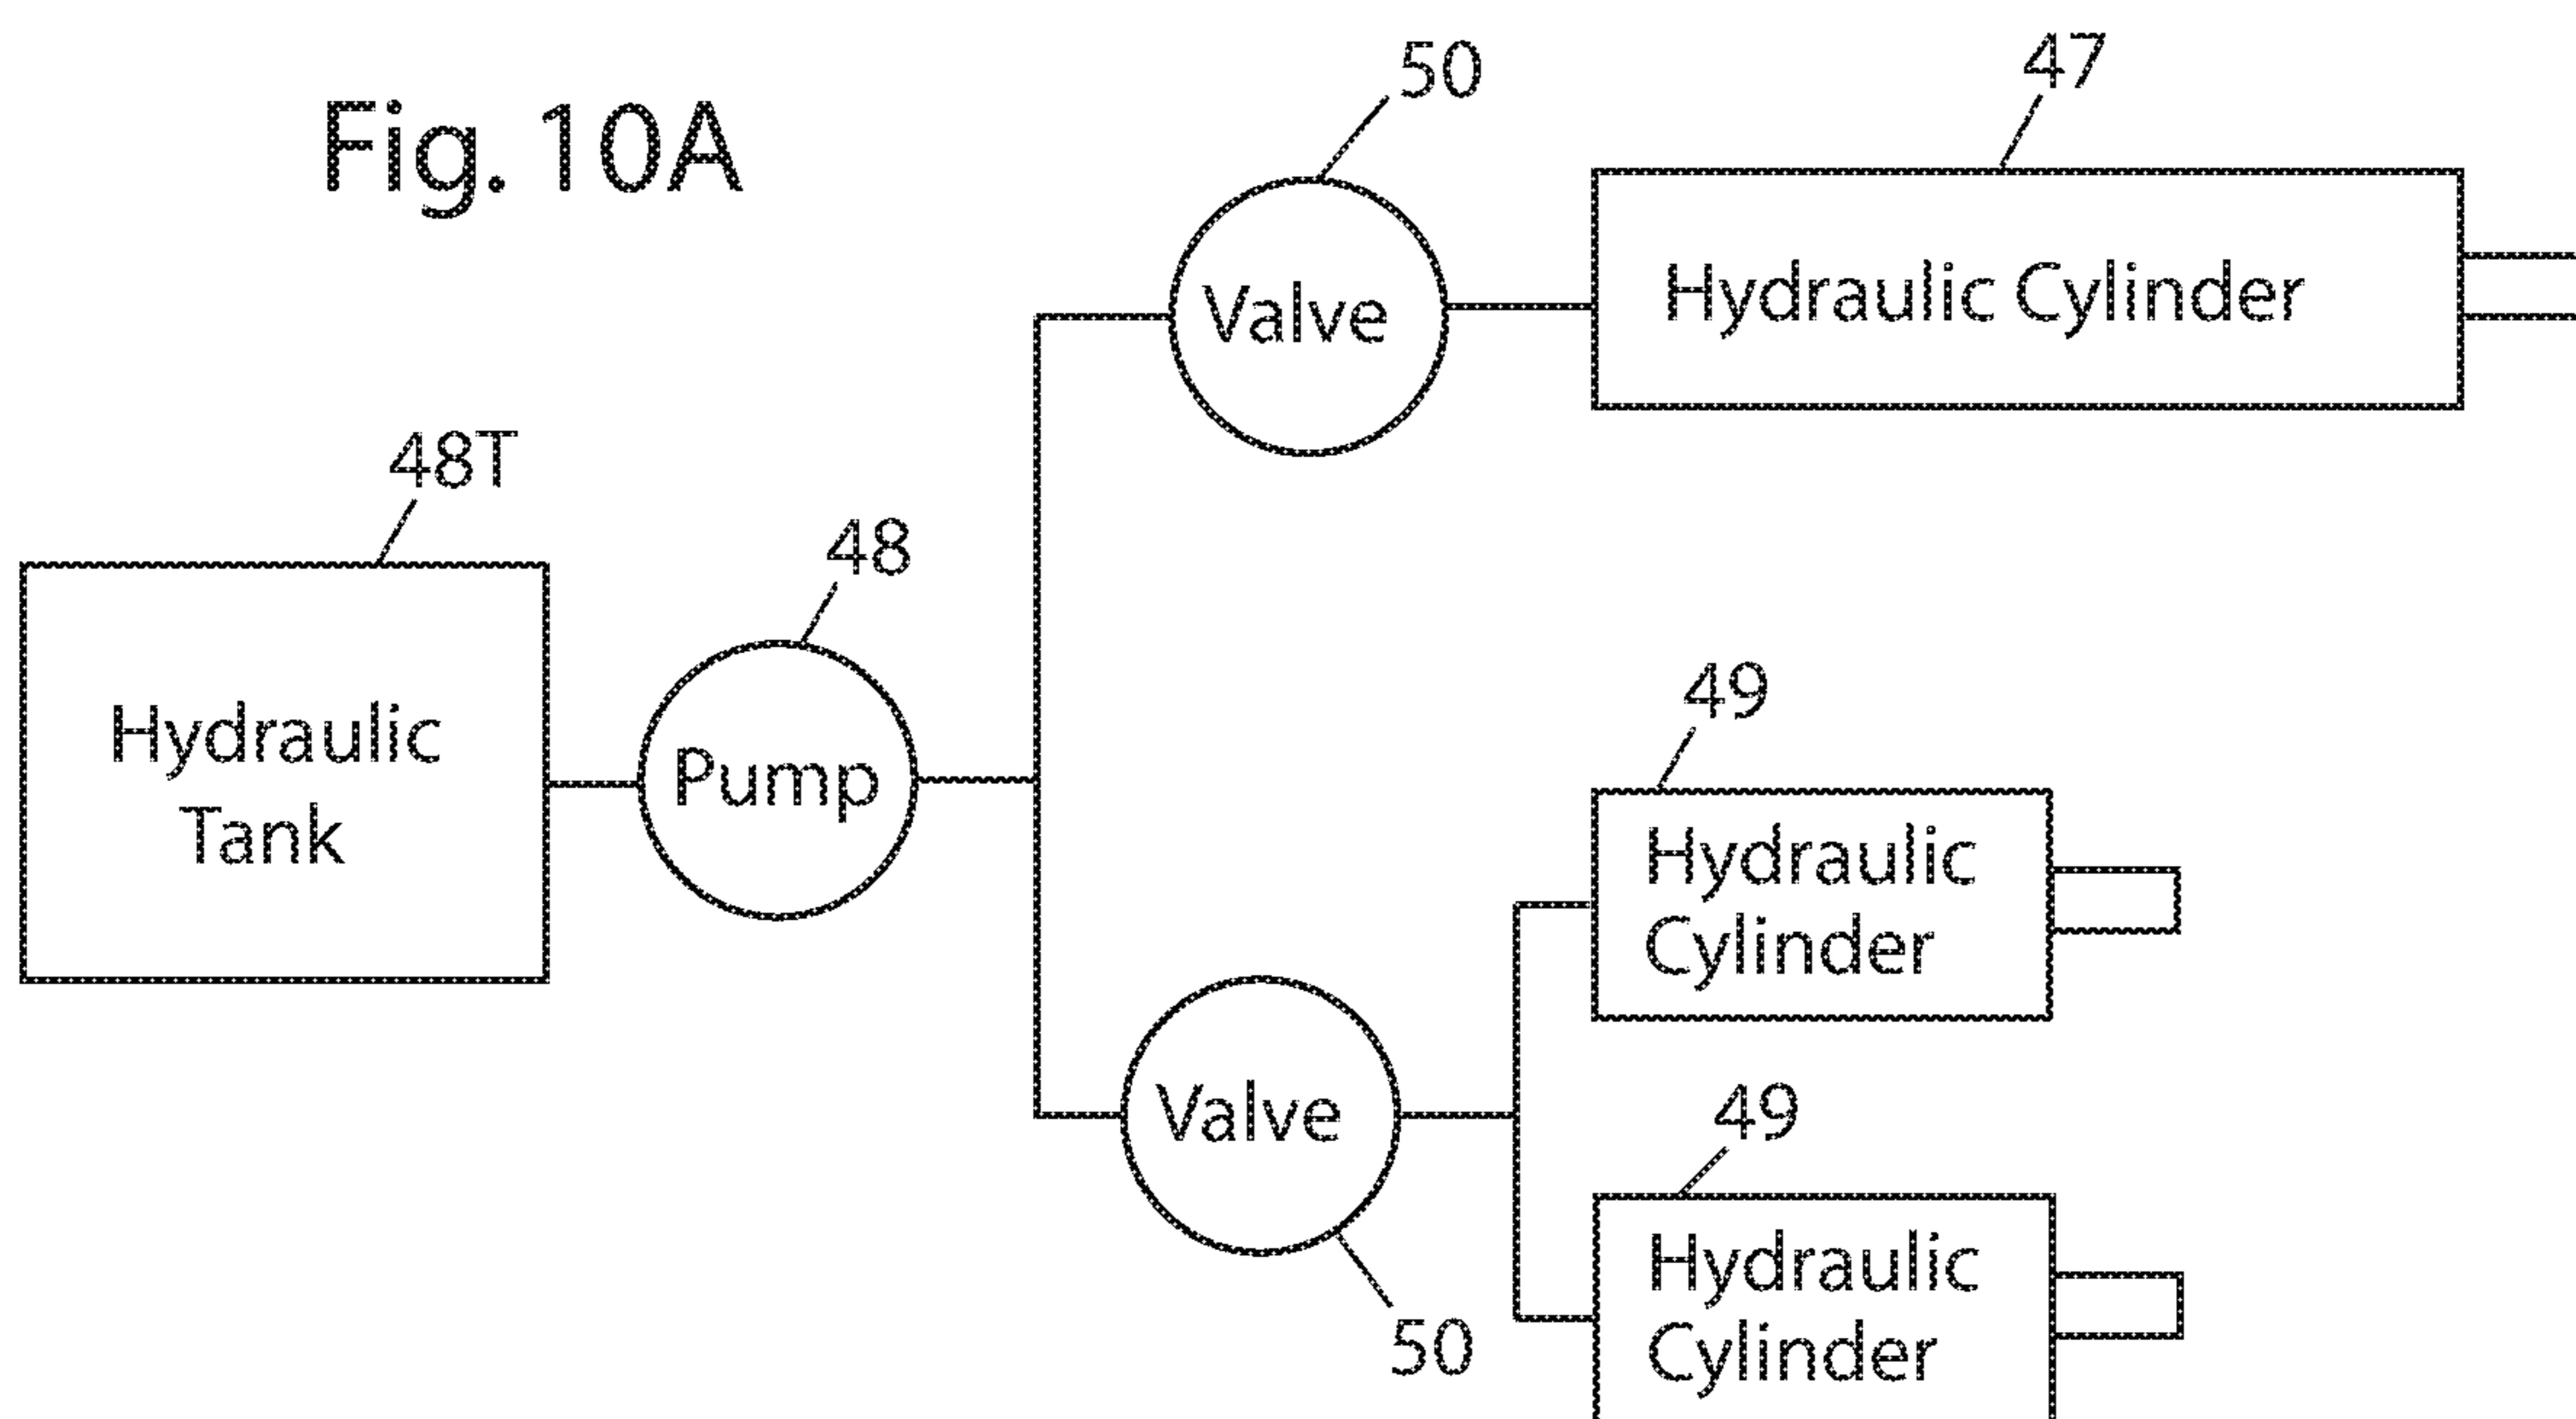 Fig. 10A
50
47
Valve
Hydraulic Cylinder
48T
48
Hydraulic
Tank
Pump
49
Hydraulic
Cylinder
Valve
50
49
Hydraulic
Cylinder